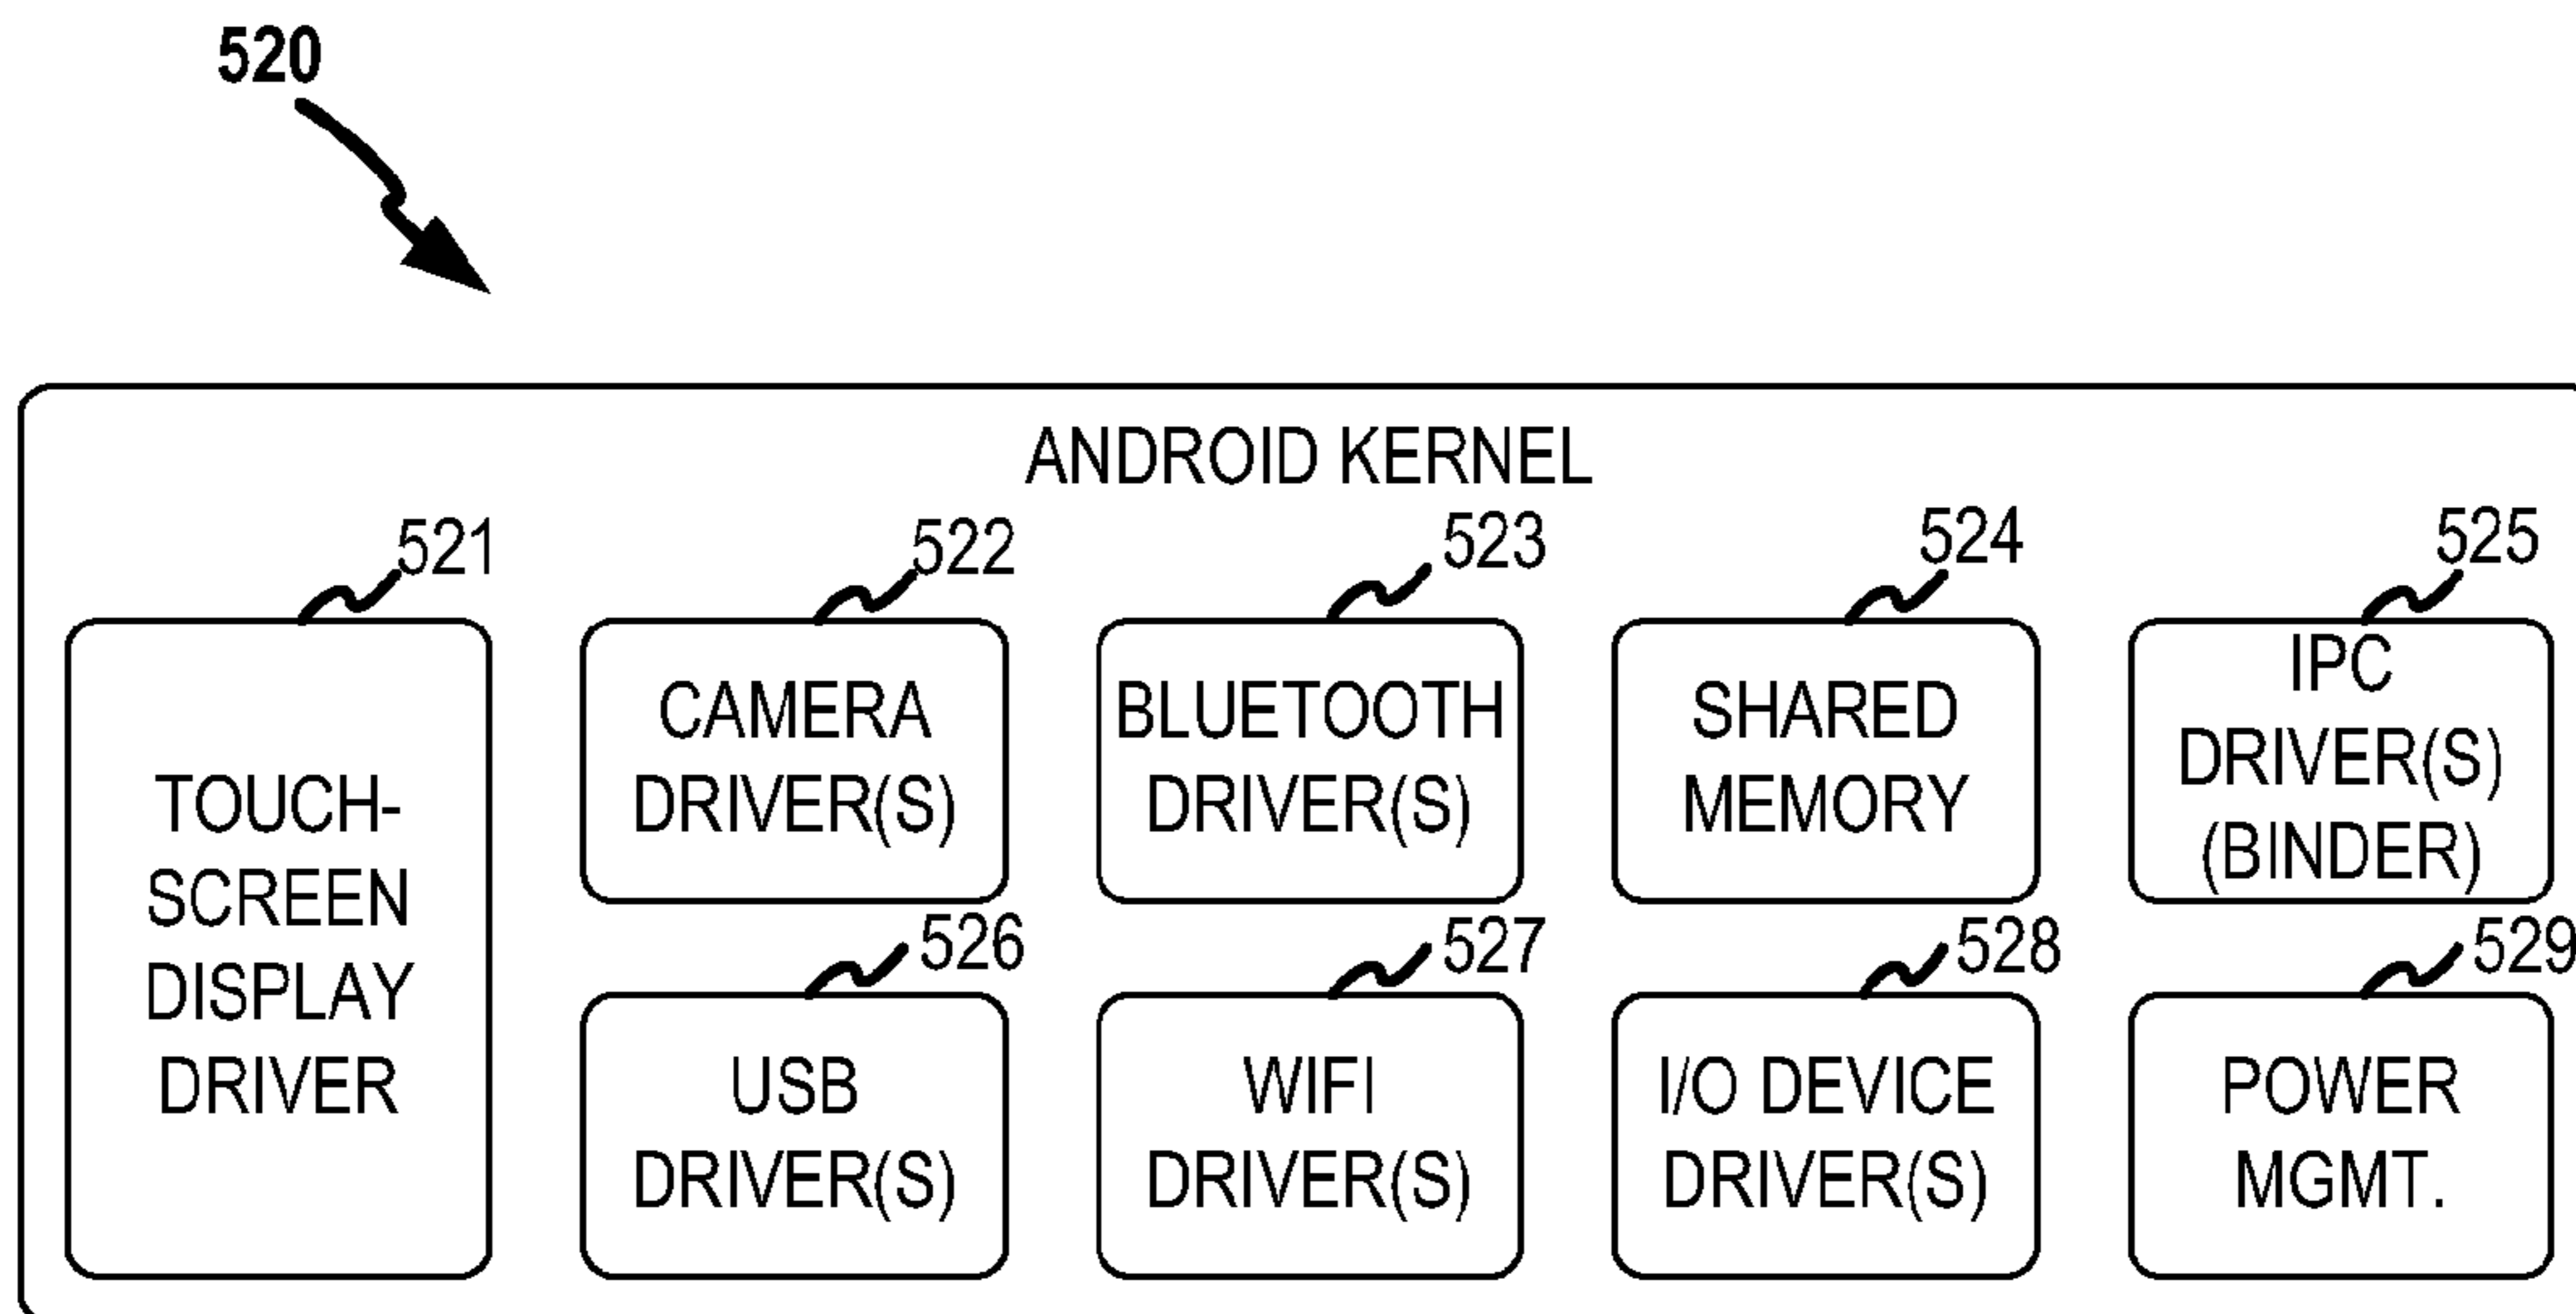 520
ANDROID KERNEL
521
522
523
524
525
TOUCH-
SCREEN
DISPLAY
DRIVER
CAMERA
DRIVER(S)
BLUETOOTH
DRIVER(S)
SHARED
MEMORY
IPC
DRIVER(S)
(BINDER)
526
527
528
529
USB
DRIVER(S)
WIFI
DRIVER(S)
I/O DEVICE
DRIVER(S)
POWER
MGMT.